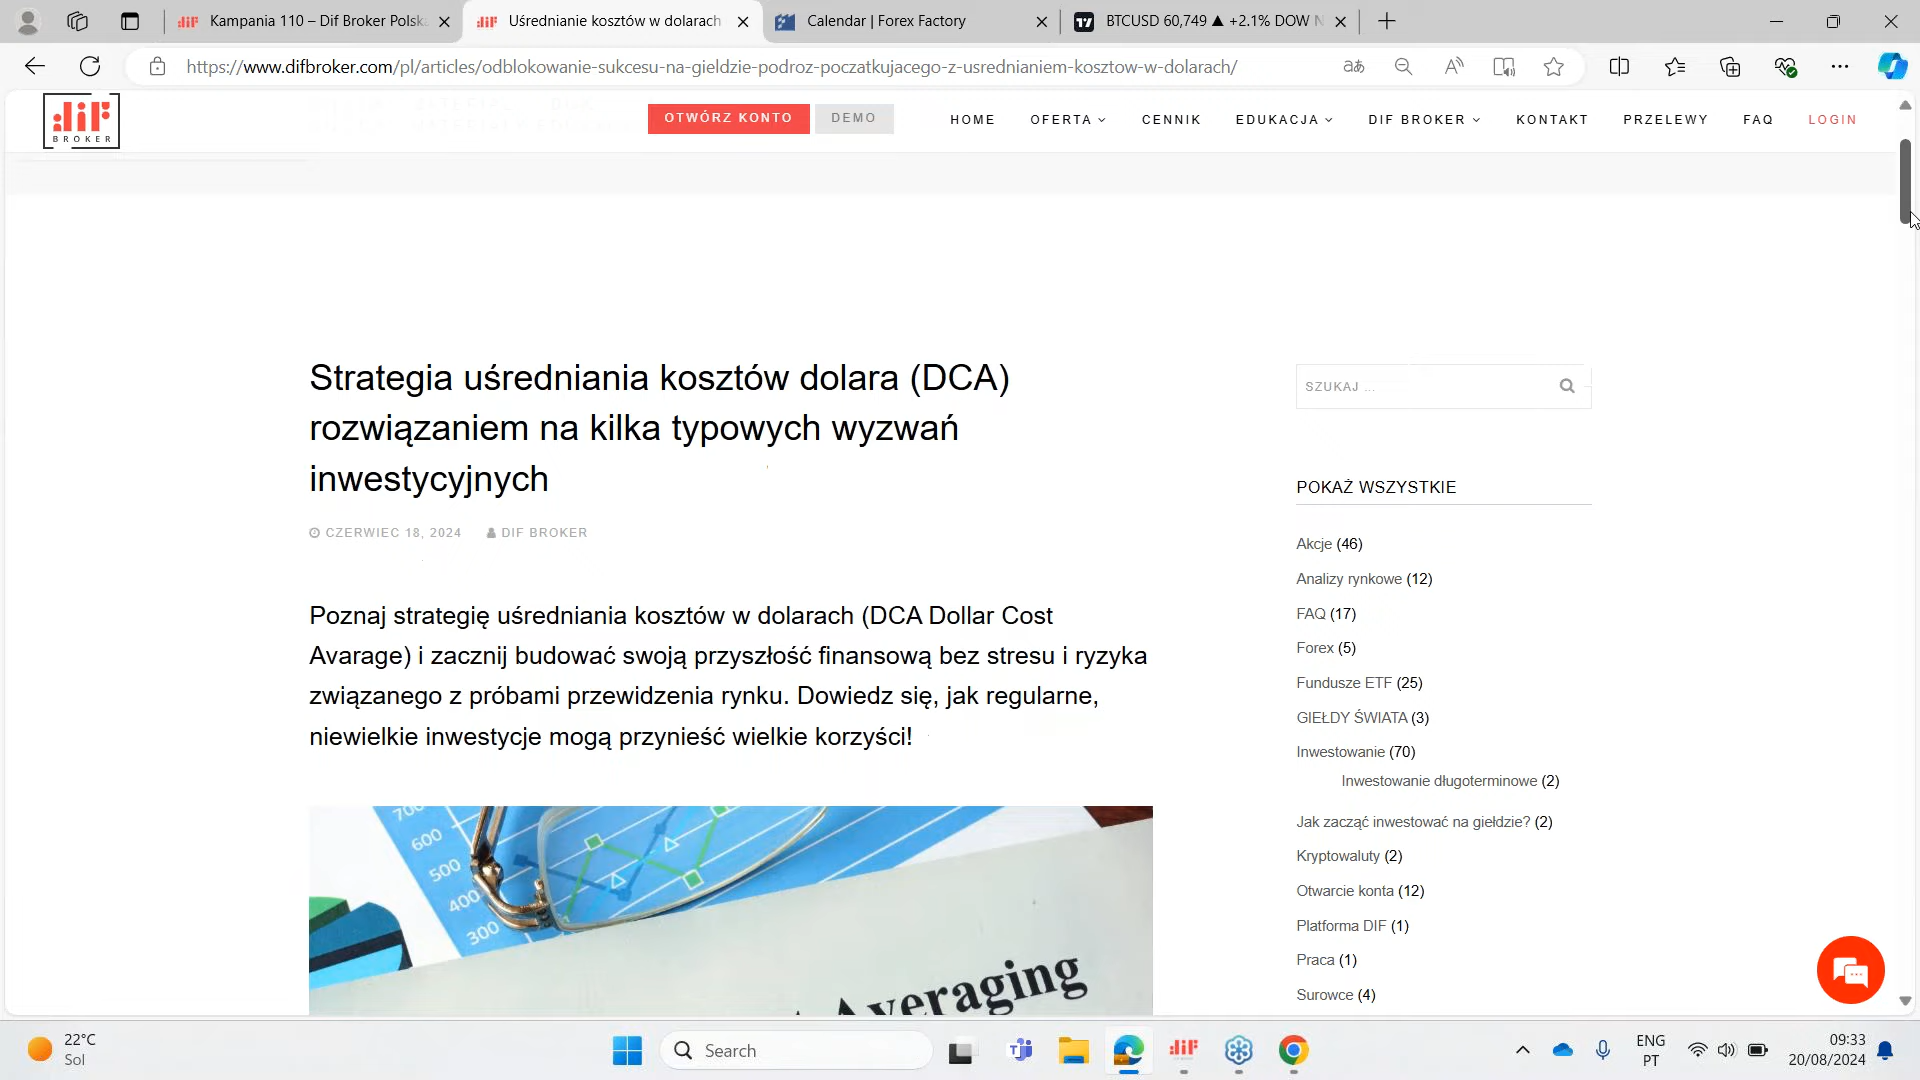 Kampania 110 – Dif Broker Polska
Uśrednianie kosztów w dolarach
Calendar | Forex Factory
BTCUSD 60,749 ▲ +2.1% DOW
https://www.difbroker.com/pl/articles/odblokowanie-sukcesu-na-gieldzie-podroz-poczatkujacego-z-usrednianiem-kosztow-w-dolarach/
dif
BROKER
OTWÓRZ KONTO
DEMO
HOME
OFERTA
CENNIK
EDUKACJA
DIF BROKER
KONTAKT
PRZELEWY
FAQ
LOGIN
Strategia uśredniania kosztów dolara (DCA)
rozwiązaniem na kilka typowych wyzwań
inwestycyjnych
CZERWIEC 18, 2024 DIF BROKER
Poznaj strategię uśredniania kosztów w dolarach (DCA Dollar Cost
Avarage) i zacznij budować swoją przyszłość finansową bez stresu i ryzyka
związanego z próbami przewidzenia rynku. Dowiedz się, jak regularne,
niewielkie inwestycje mogą przynieść wielkie korzyści!
700
600
500
400
300
Averaging
SZUKAJ ...
POKAŻ WSZYSTKIE
Akcje (46)
Analizy rynkowe (12)
FAQ (17)
Forex (5)
Fundusze ETF (25)
GIEŁDY ŚWIATA (3)
Inwestowanie (70)
Inwestowanie długoterminowe (2)
Jak zacząć inwestować na giełdzie? (2)
Kryptowaluty (2)
Otwarcie konta (12)
Platforma DIF (1)
Praca (1)
Surowce (4)
22°C
Sol
Search
ENG
PT
09:33
20/08/2024